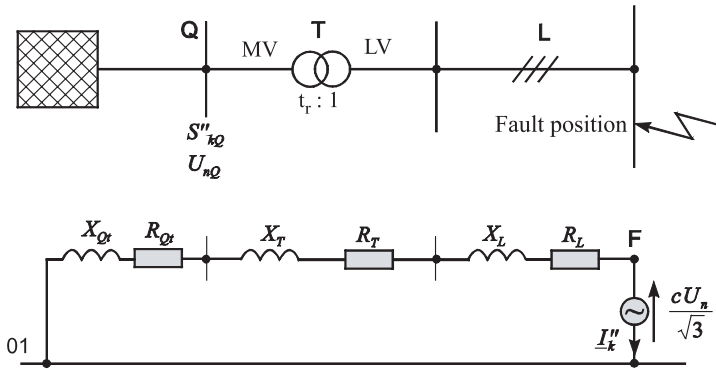 Q
T
L
MV
LV
t_r : 1
S''_kQ
U_nQ
Fault position
X_Qt
R_Qt
X_T
R_T
X_L
R_L
F
cU_n
√3
I''_k
01